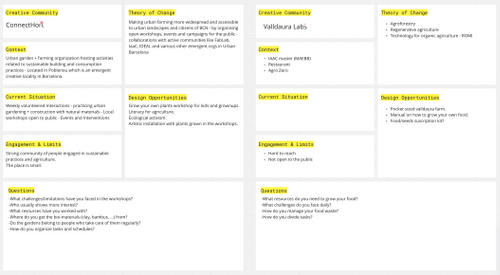 Creative Community
ConnectHort
Context
Urban garden + farming organization hosting activities
related to sustainable building and consumption
practices - Located in Poblenou which is an emergent
creative locality in Barcelona.
Current Situation
Weekly volunteered interactions - practising urban
gardening + construction with natural materials - Local
workshops open to public - Events and Interventions
Engagement & Limits
Strong community of people engaged in sustainable
practices and agriculture.
The place is small.
Theory of Change
Making urban farming more widespread and accessible
to urban landscapes and citizens of BCN - by organising
open workshops, events and campaigns for the public
collaborations with active communities like FabLab,
Iaac, IDEAL and various other emergent orgs in Urban
Barcelona
Design Opportunities
Grow your own plants workshop for kids and grownups.
Literacy for agriculture.
Ecological activism.
Artistic installation with plants grown in the workshops.
Questions
-What challenges/limitations have you faced in the workshops?
-Who usually shows more interest?
-What resources have you worked with?
-Where do you get the bio-materials (clay, bambus, ...) from?
-Do the gardens belong to people who take care of them regularly?
-How do you organize tasks and schedules?
Creative Community
Valldaura Labs
Context
IAAC master (MAEBB)
Restaurant
Agro Zero
Current Situation
Engagement & Limits
Hard to reach
Not open to the public
Theory of Change
Agroforestry
Regenerative agriculture
Technology for organic agriculture - ROMI
Design Opportunities
Pocket sized valldaura farm.
Manual on how to grow your own food.
Food/seeds suscription kit?
Questions
-What resources do you need to grow your food?
-What challenges do you face daily?
-How do you manage your food waste?
-How do you divide tasks?